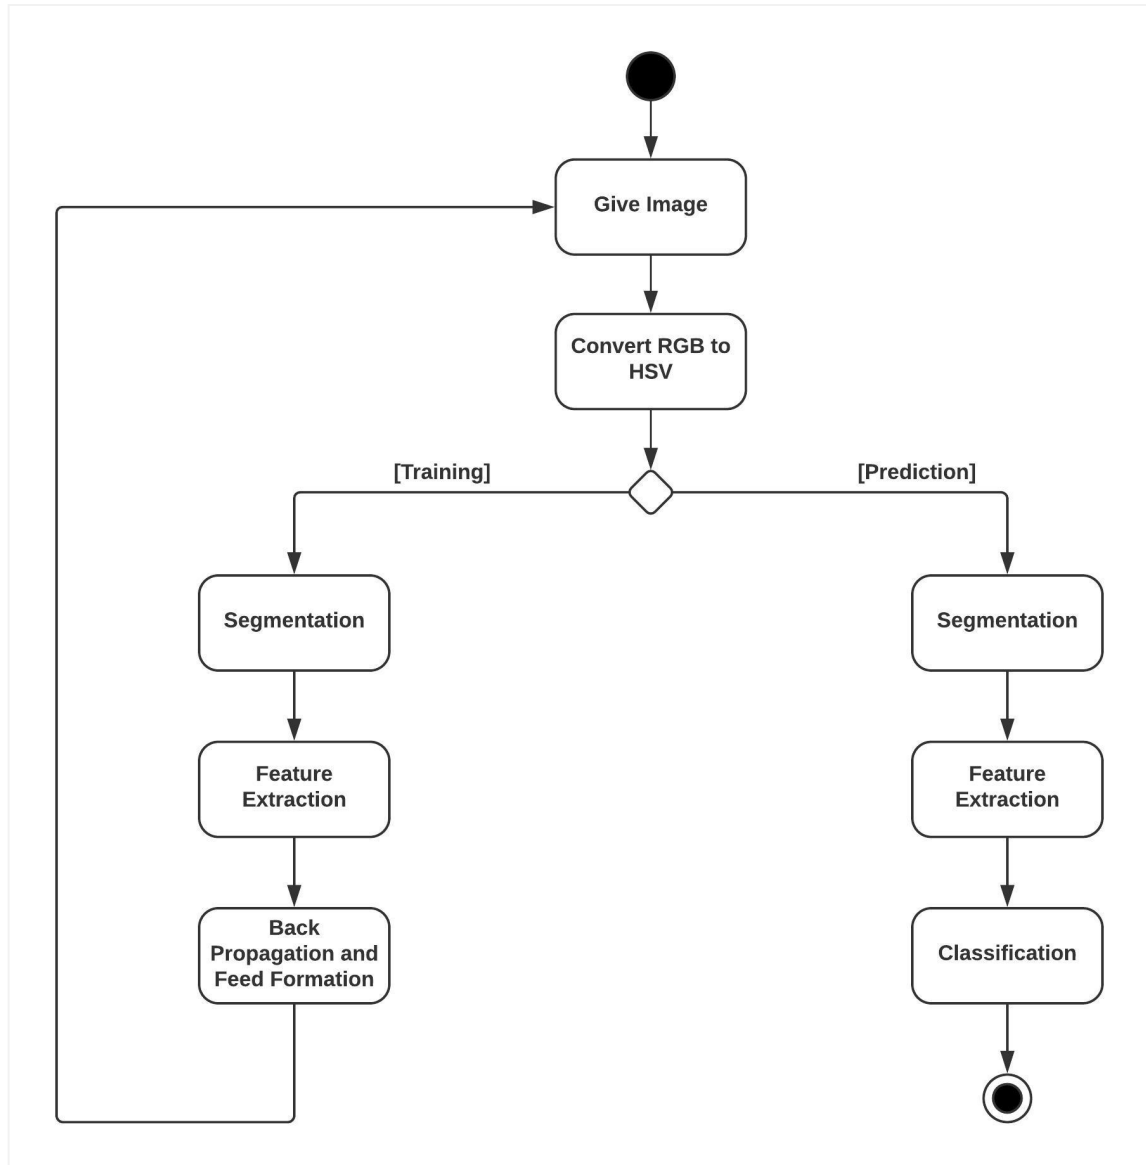 Give Image
Convert RGB to
HSV
[Training]
[Prediction]
Segmentation
Segmentation
Feature
Extraction
Feature
Extraction
Back
Propagation and
Feed Formation
Classification